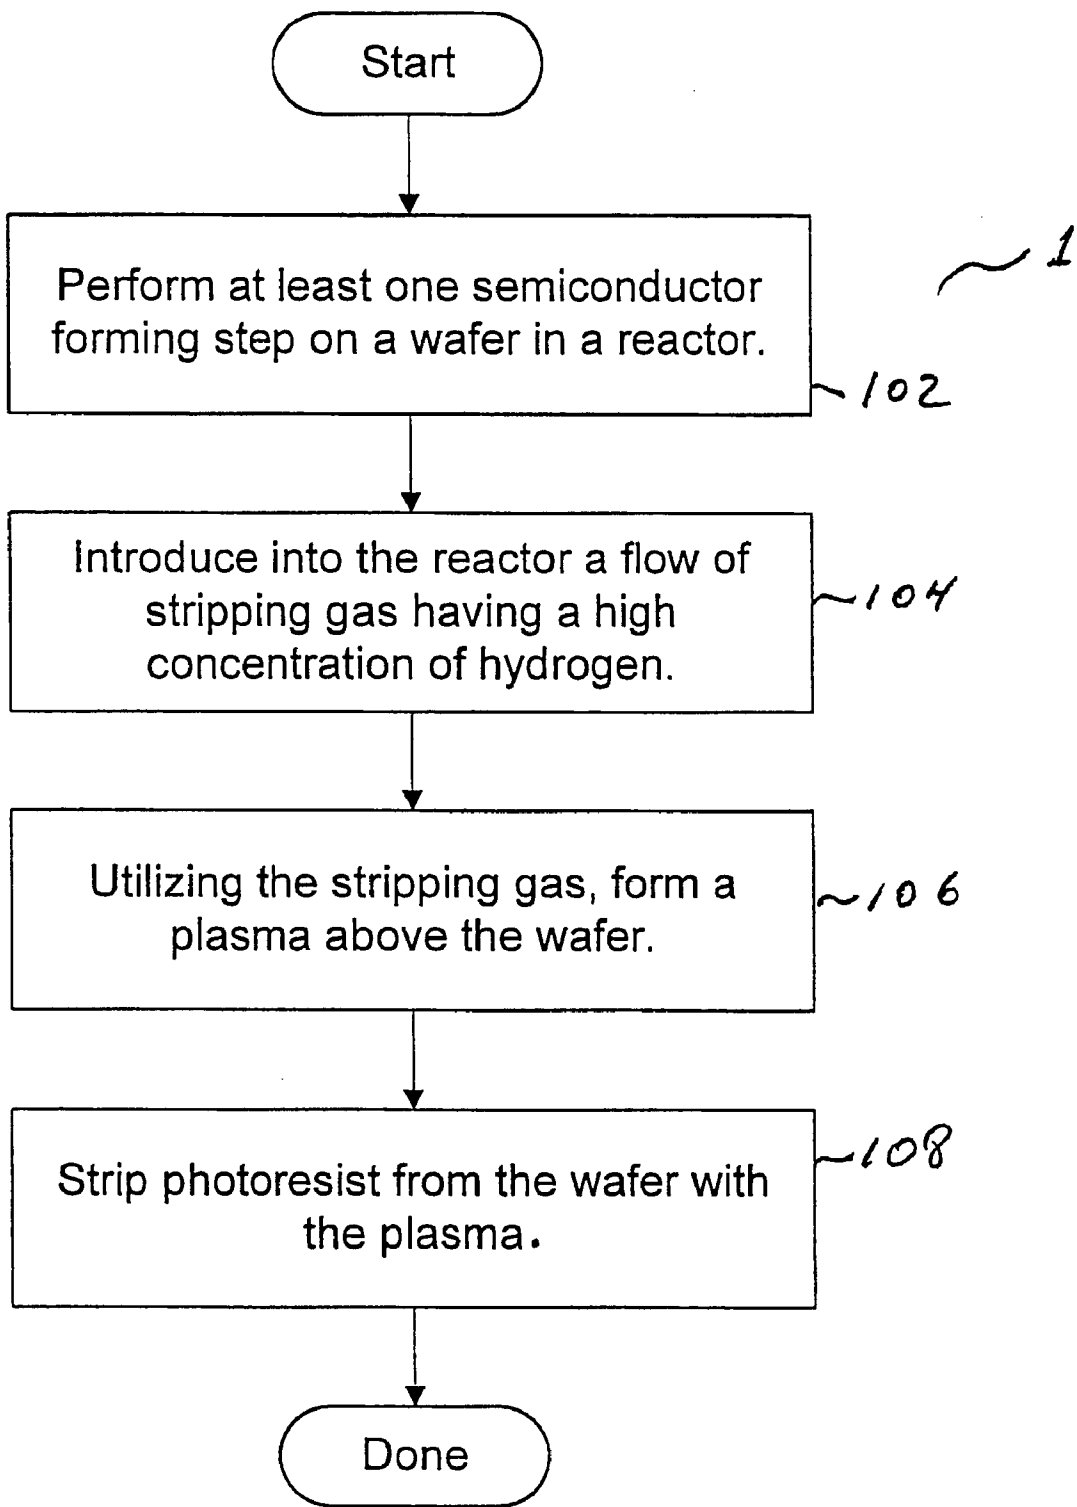 Start
1
Perform at least one semiconductor
forming step on a wafer in a reactor.
102
Introduce into the reactor a flow of
stripping gas having a high
concentration of hydrogen.
104
Utilizing the stripping gas, form a
plasma above the wafer.
106
Strip photoresist from the wafer with
the plasma.
108
Done